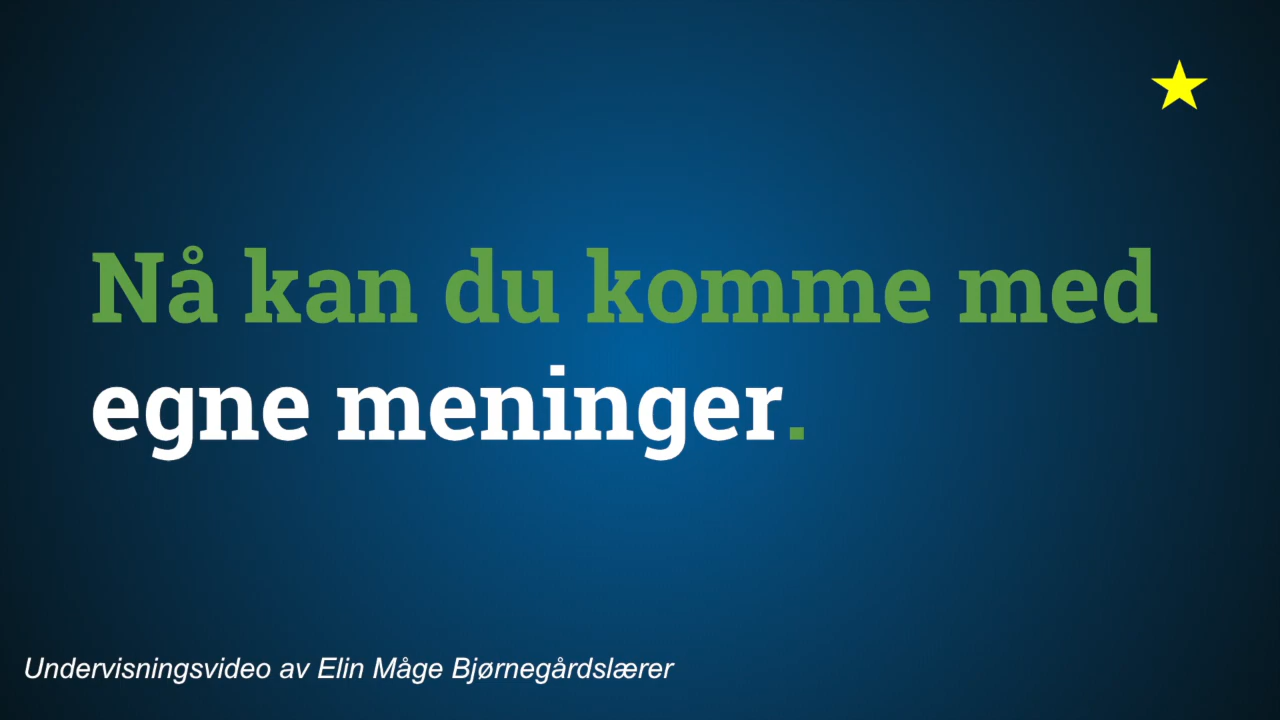 Nå kan du komme med
egne meninger.
Undervisningsvideo av Elin Måge Bjørnegårdslærer